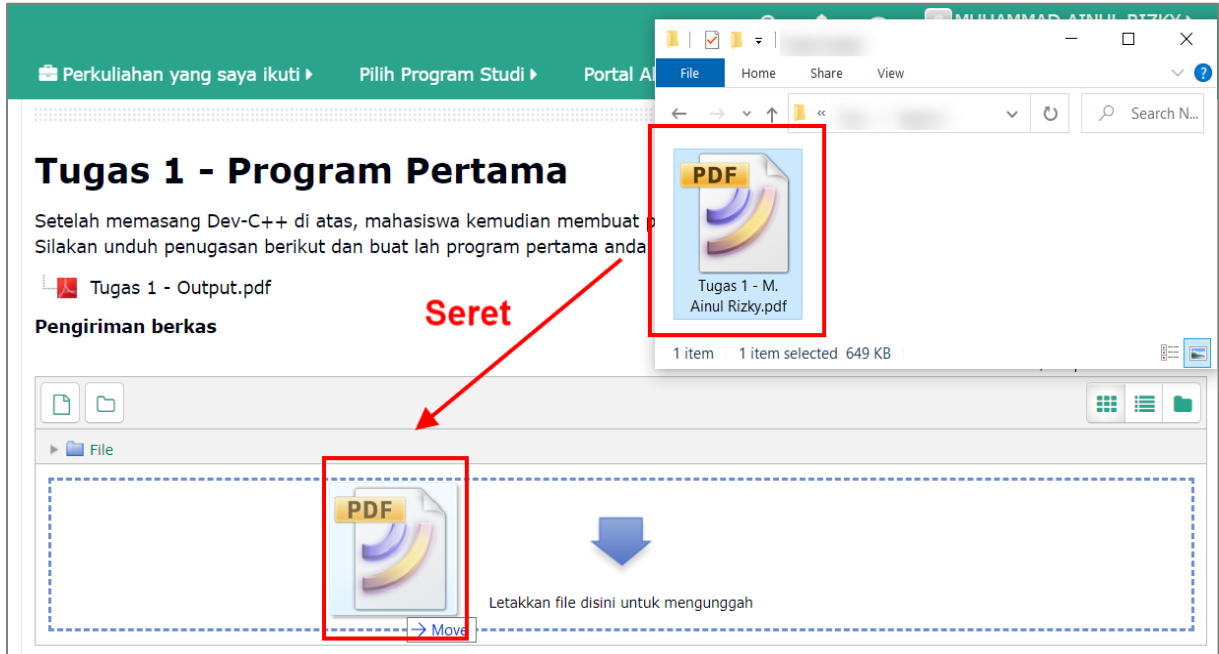 MUHAMMAD AINUL RIZKY
Perkuliahan yang saya ikuti
Pilih Program Studi
Portal
File
Home
Share
View
?
«
Search N...
Tugas 1 - Program Pertama
Setelah memasang Dev-C++ di atas, mahasiswa kemudian membuat
Silakan unduh penugasan berikut dan buat lah program pertama anda
Tugas 1 - Output.pdf
Pengiriman berkas
Seret
PDF
Tugas 1 - M.
Ainul Rizky.pdf
1 item
1 item selected 649 KB
File
PDF
Letakkan file disini untuk mengunggah
→ Move